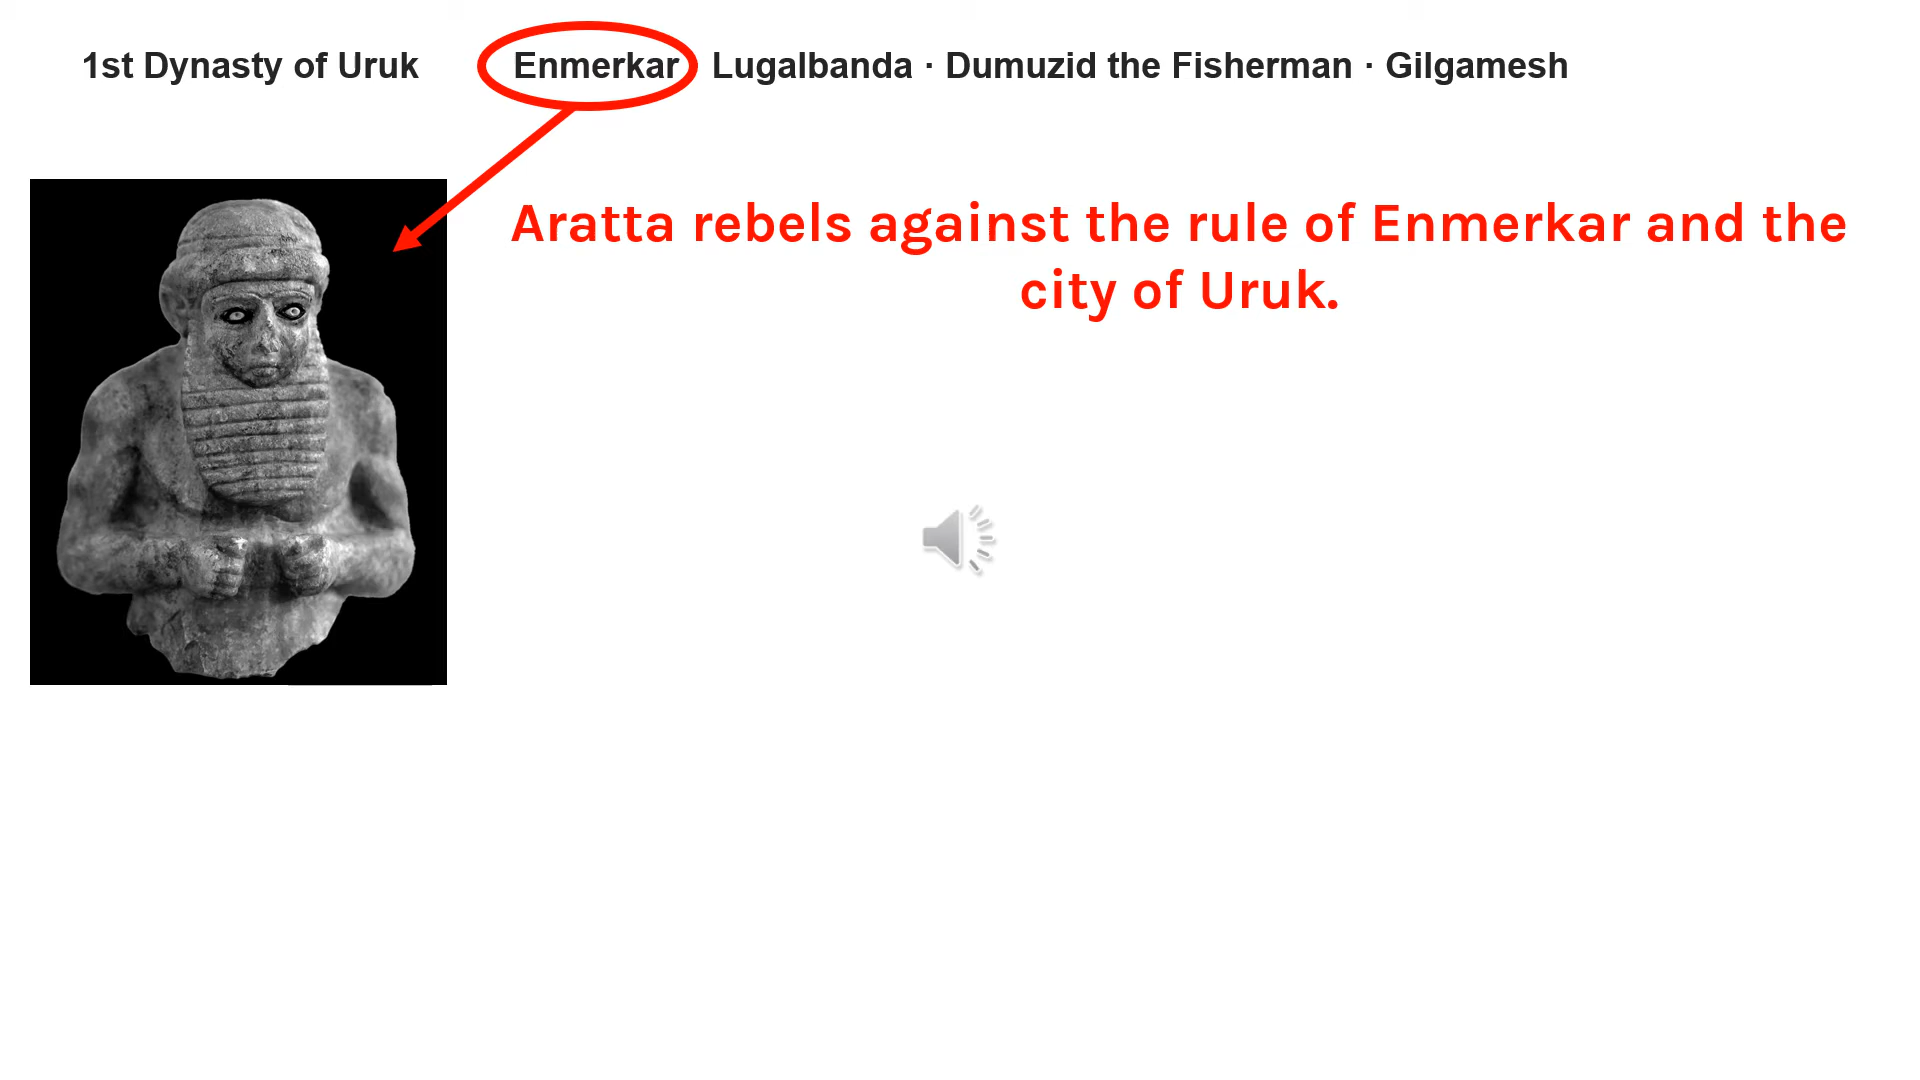 1st Dynasty of Uruk Enmerkar Lugalbanda · Dumuzid the Fisherman · Gilgamesh
Aratta rebels against the rule of Enmerkar and the
city of Uruk.